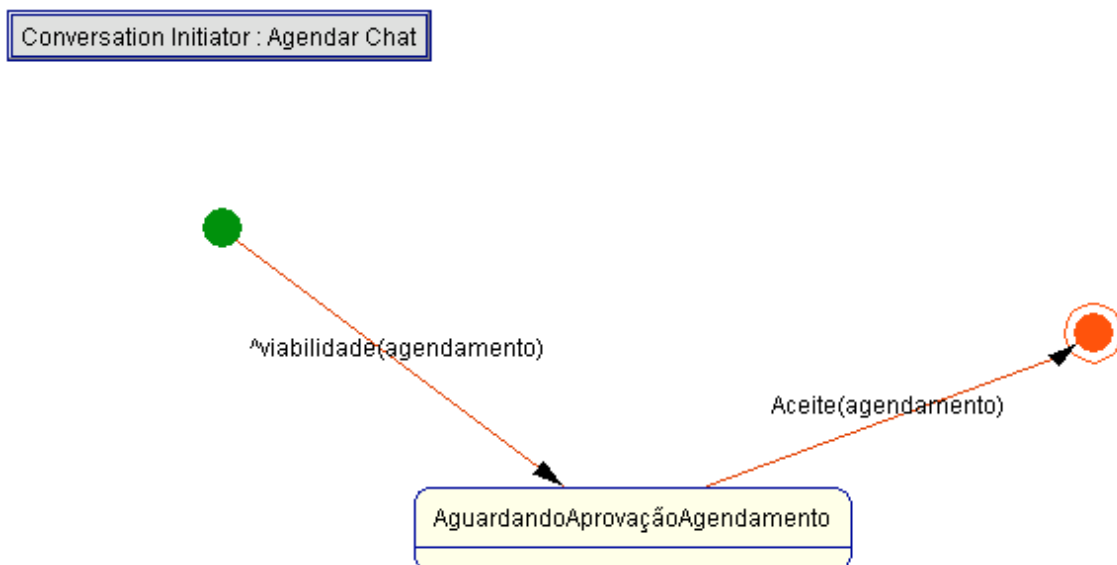 Conversation Initiator : Agendar Chat
^viabilidade(agendamento)
Aceite(agendamento)
AguardandoAprovaçãoAgendamento